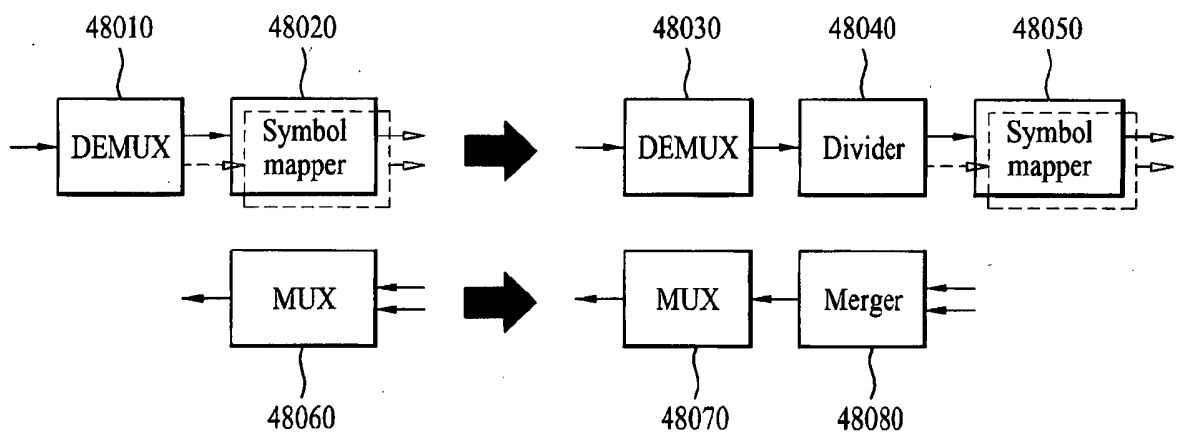 48010
48020
48030
48040
48050
DEMUX
Symbol
mapper
DEMUX
Divider
Symbol
mapper
MUX
MUX
Merger
48060
48070
48080